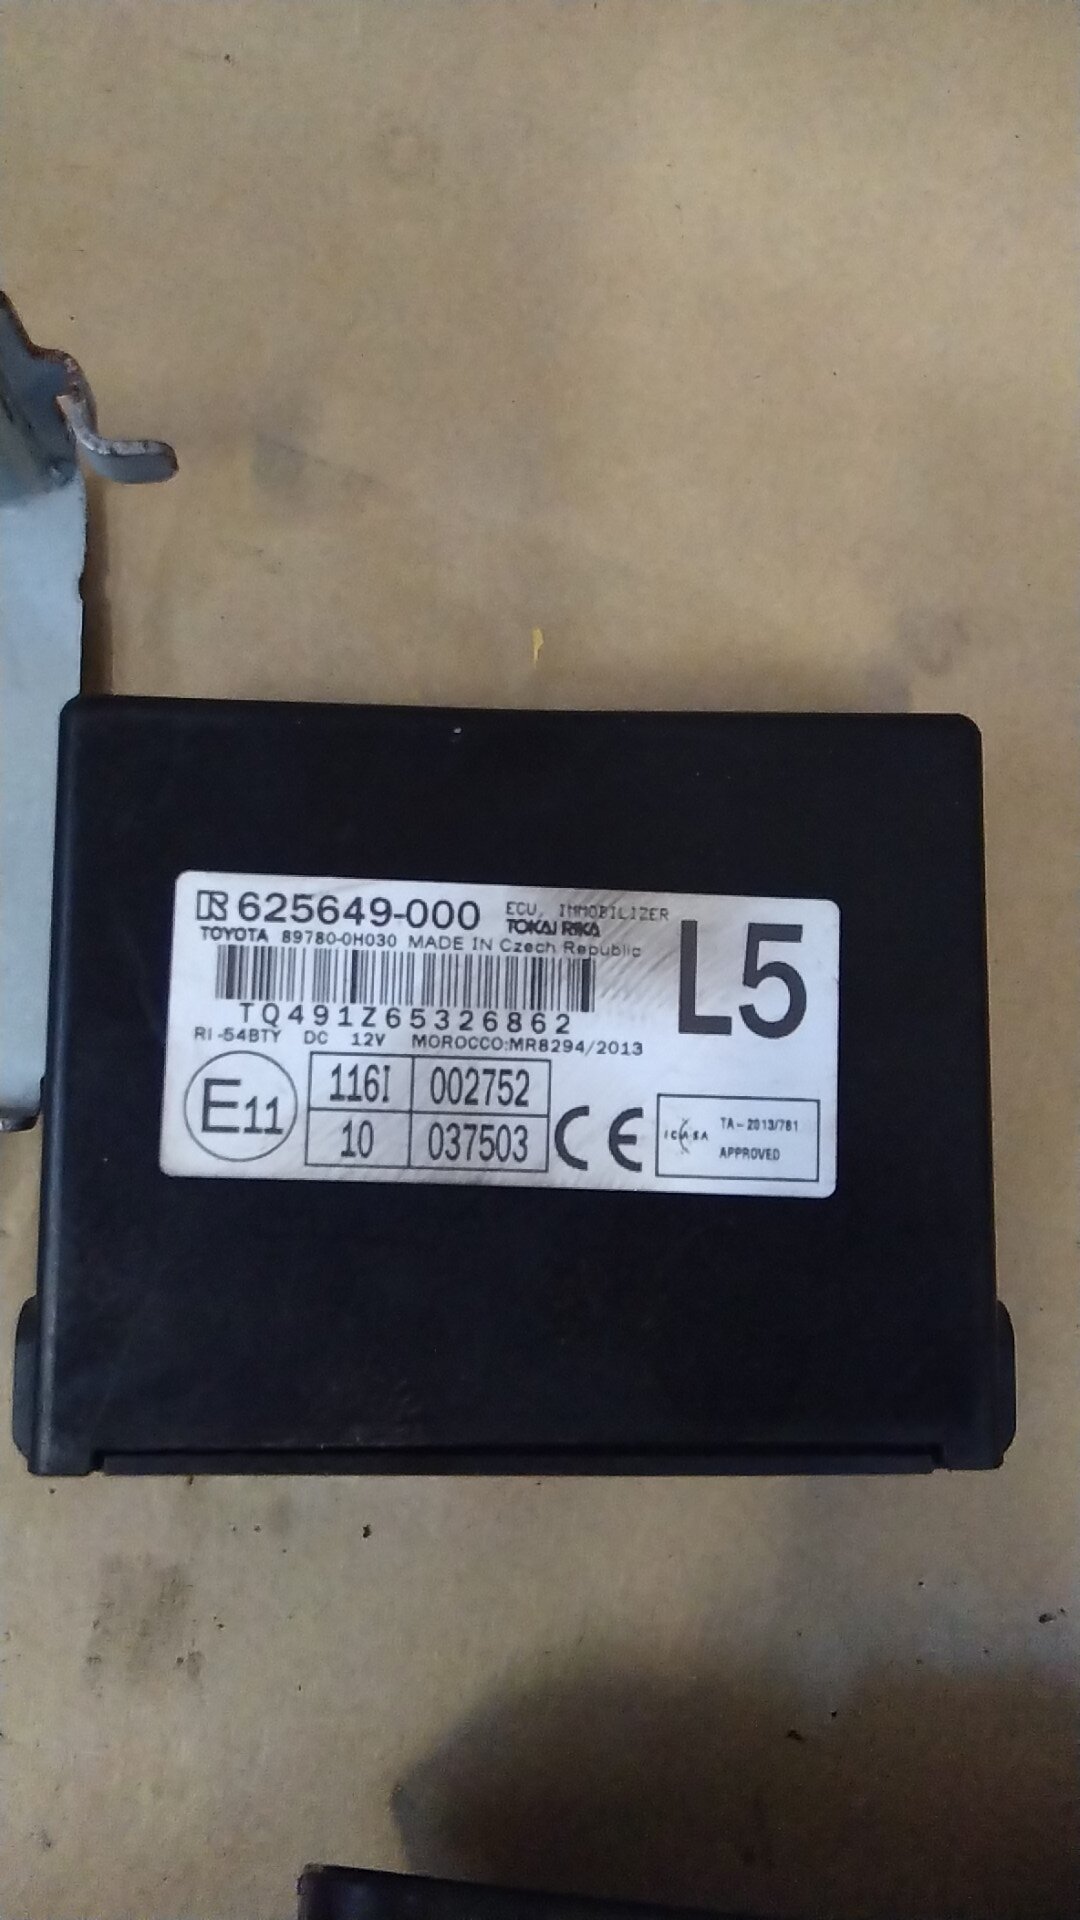 625649-000 ECU, IMMOBILIZER
TOKAI RIKA
TOYOTA 89780-0H030 MADE IN Czech Republic
L5
TQ491Z65326862
RI-54BTY DC 12V MOROCCO:MR8294/2013
E11
116I 002752
10 037503
CE
ICASA
TA-2013/781
APPROVED